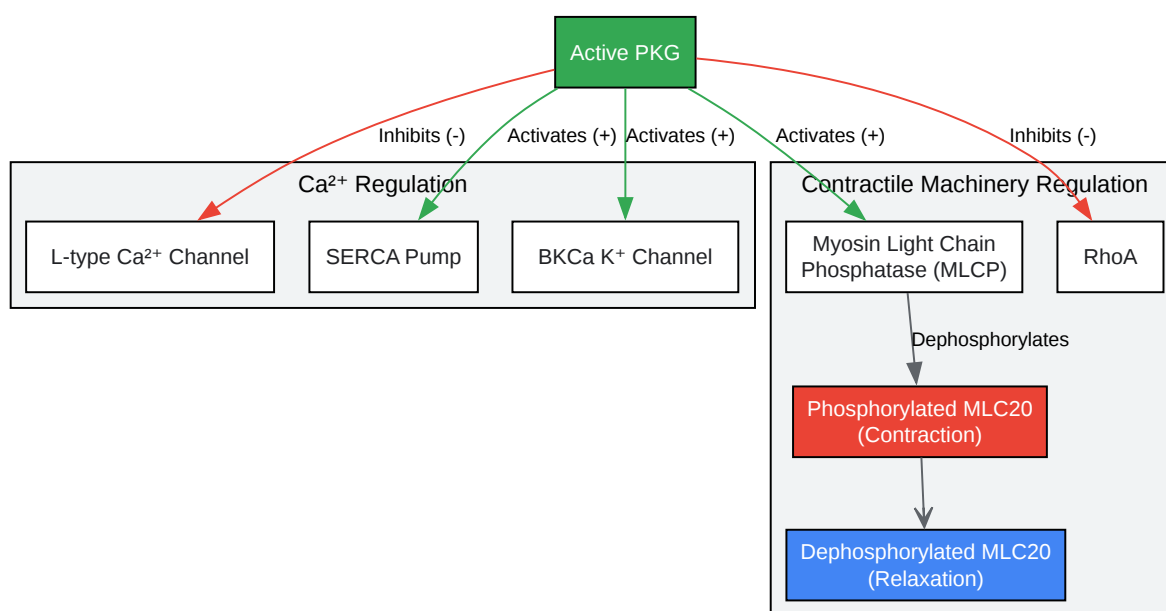 Active PKG
Inhibits (-)
Activates (+)
Activates (+)
Activates (+)
Inhibits (-)
Ca²⁺ Regulation
Contractile Machinery Regulation
L-type Ca²⁺ Channel
SERCA Pump
BKCa K⁺ Channel
Myosin Light Chain
Phosphatase (MLCP)
RhoA
Dephosphorylates
Phosphorylated MLC20
(Contraction)
Dephosphorylated MLC20
(Relaxation)